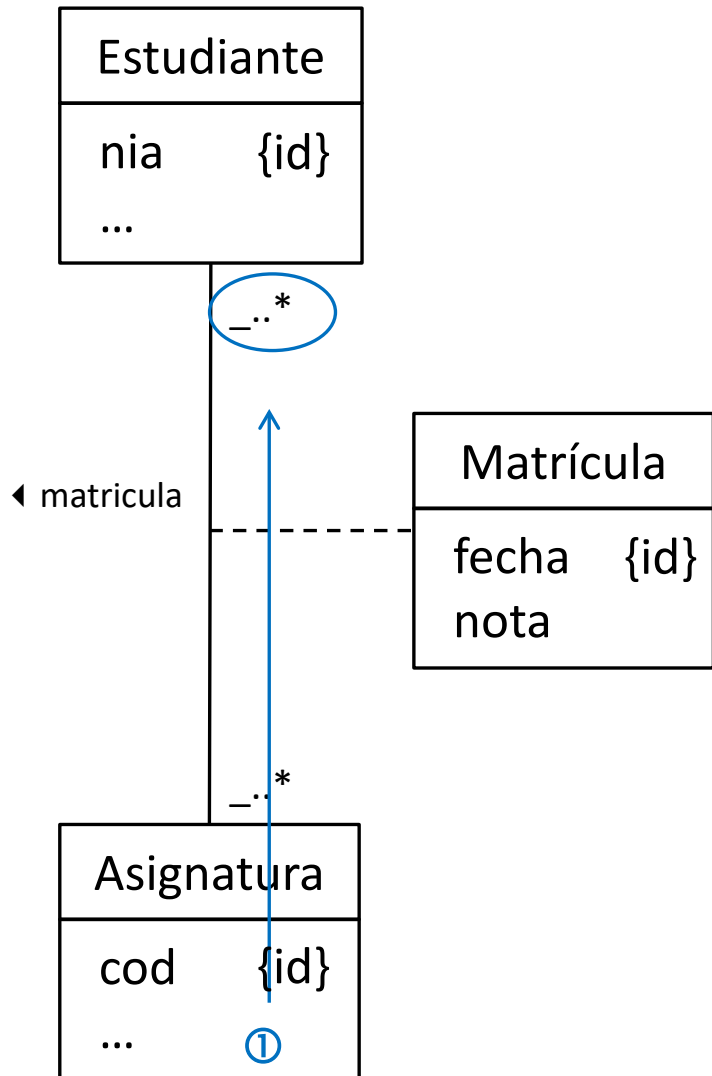 Estudiante
nia {id}
...
_..*
Matrícula
◀ matricula
fecha {id}
nota
_..*
Asignatura
cod {id}
... ①